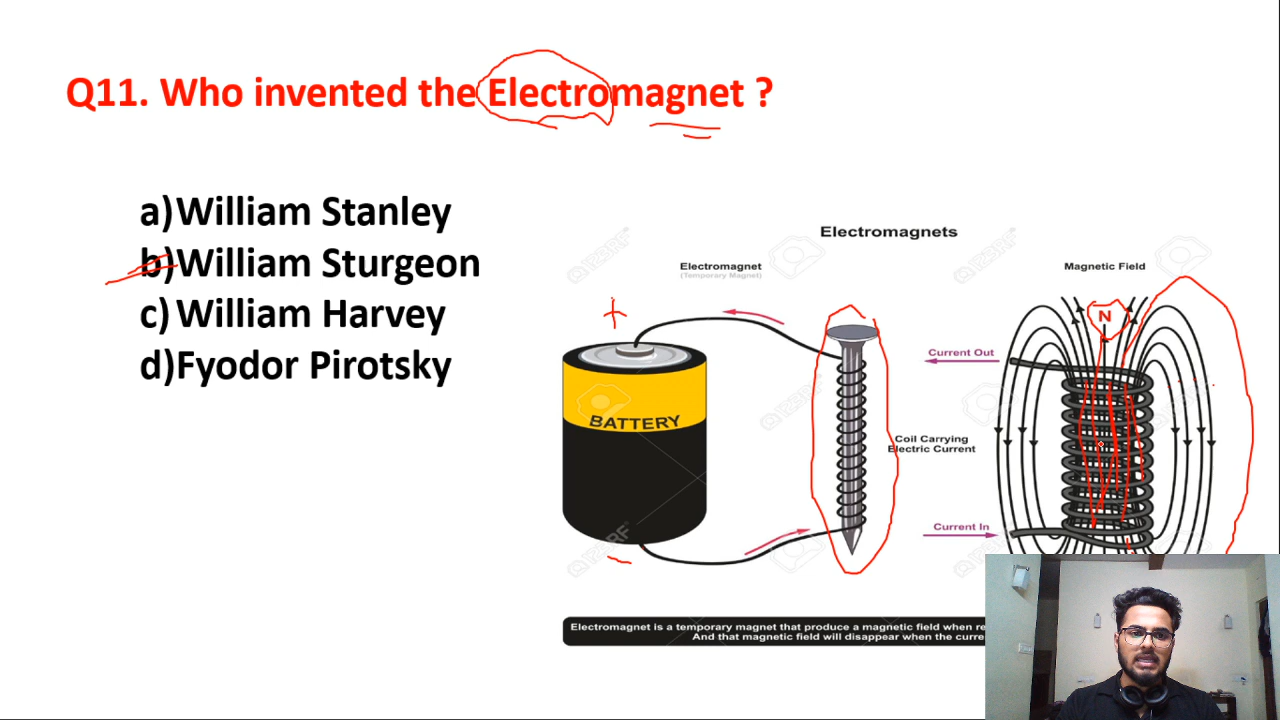 Q11. Who invented the Electromagnet ?
a) William Stanley
b) William Sturgeon
c) William Harvey
d) Fyodor Pirotsky
Electromagnets
Electromagnet
(Temporary Magnet)
Magnetic Field
+
N
Current Out
BATTERY
Coil Carrying
Electric Current
Current In
Electromagnet is a temporary magnet that produce a magnetic field when
And that magnetic field will disappear when the
123RF